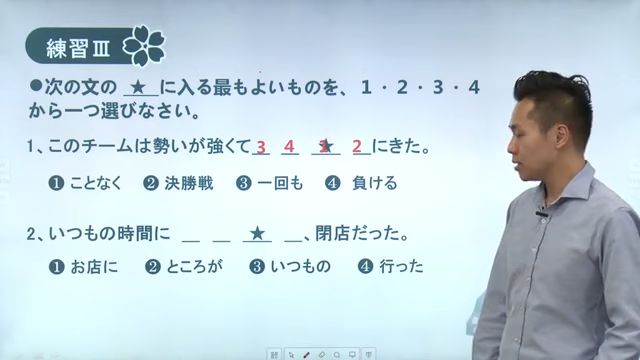 練習Ⅲ
●次の文の ★ に入る最もよいものを、１・２・３・４
から一つ選びなさい。
1、このチームは勢いが強くて 3 4 1★ 2 にきた。
❶ ことなく ❷ 決勝戦 ❸ 一回も ❹ 負ける
2、いつもの時間に __ __ ★ __、閉店だった。
❶ お店に ❷ ところが ❸ いつもの ❹ 行った